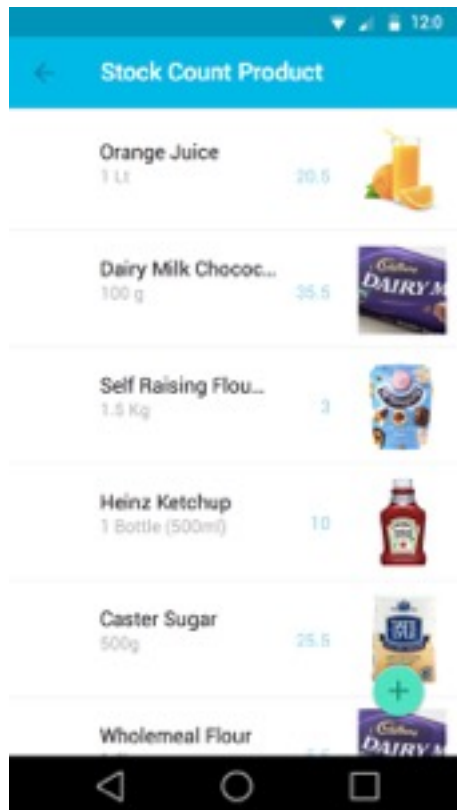 12:0
Stock Count Product
Orange Juice
1 Lt
20.5
Dairy Milk Chococ...
100 g
35.5
Cadbury
DAIRY M
Self Raising Flou...
1.5 Kg
3
Heinz Ketchup
1 Bottle (500ml)
10
Caster Sugar
500g
25.5
+
Wholemeal Flour
Cadbury
DAIRY M